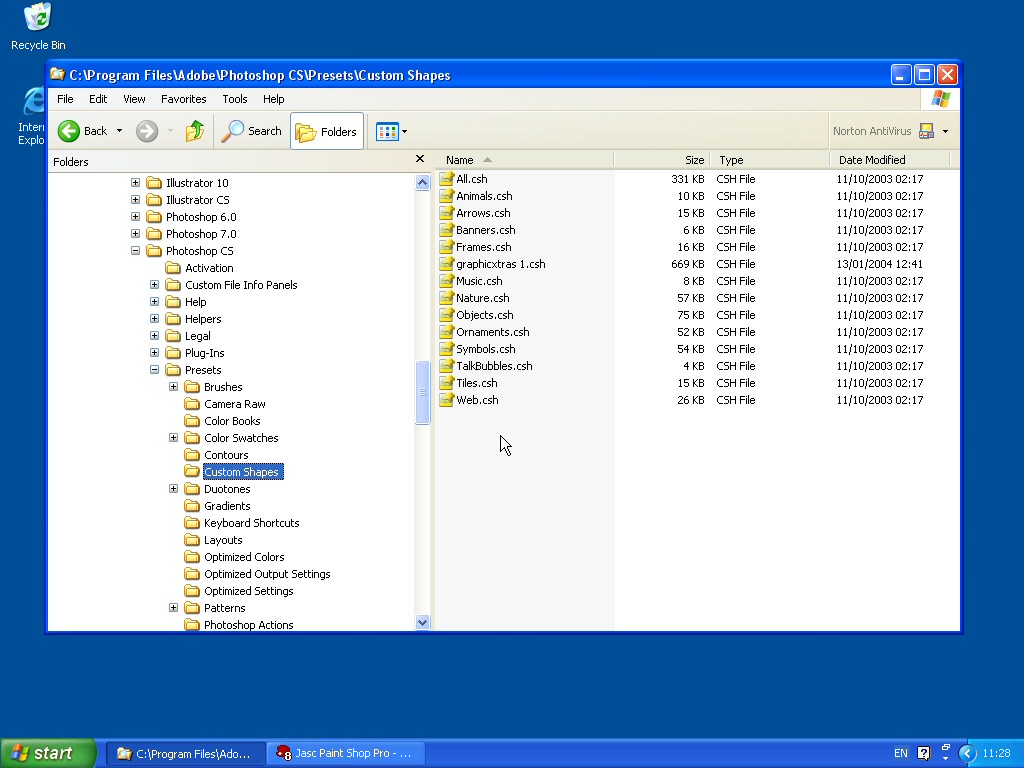 Recycle Bin
C:\Program Files\Adobe\Photoshop CS\Presets\Custom Shapes
File Edit View Favorites Tools Help
Inter
Explo
Back Search Folders Norton AntiVirus
Folders
Name Size Type Date Modified
Illustrator 10
Illustrator CS
Photoshop 6.0
Photoshop 7.0
Photoshop CS
Activation
Custom File Info Panels
Help
Helpers
Legal
Plug-Ins
Presets
Brushes
Camera Raw
Color Books
Color Swatches
Contours
Custom Shapes
Duotones
Gradients
Keyboard Shortcuts
Layouts
Optimized Colors
Optimized Output Settings
Optimized Settings
Patterns
Photoshop Actions
All.csh 331 KB CSH File 11/10/2003 02:17
Animals.csh 10 KB CSH File 11/10/2003 02:17
Arrows.csh 15 KB CSH File 11/10/2003 02:17
Banners.csh 6 KB CSH File 11/10/2003 02:17
Frames.csh 16 KB CSH File 11/10/2003 02:17
graphicxtras 1.csh 669 KB CSH File 13/01/2004 12:41
Music.csh 8 KB CSH File 11/10/2003 02:17
Nature.csh 57 KB CSH File 11/10/2003 02:17
Objects.csh 75 KB CSH File 11/10/2003 02:17
Ornaments.csh 52 KB CSH File 11/10/2003 02:17
Symbols.csh 54 KB CSH File 11/10/2003 02:17
TalkBubbles.csh 4 KB CSH File 11/10/2003 02:17
Tiles.csh 15 KB CSH File 11/10/2003 02:17
Web.csh 26 KB CSH File 11/10/2003 02:17
start C:\Program Files\Ado... 8 Jasc Paint Shop Pro - ... EN ? 11:28